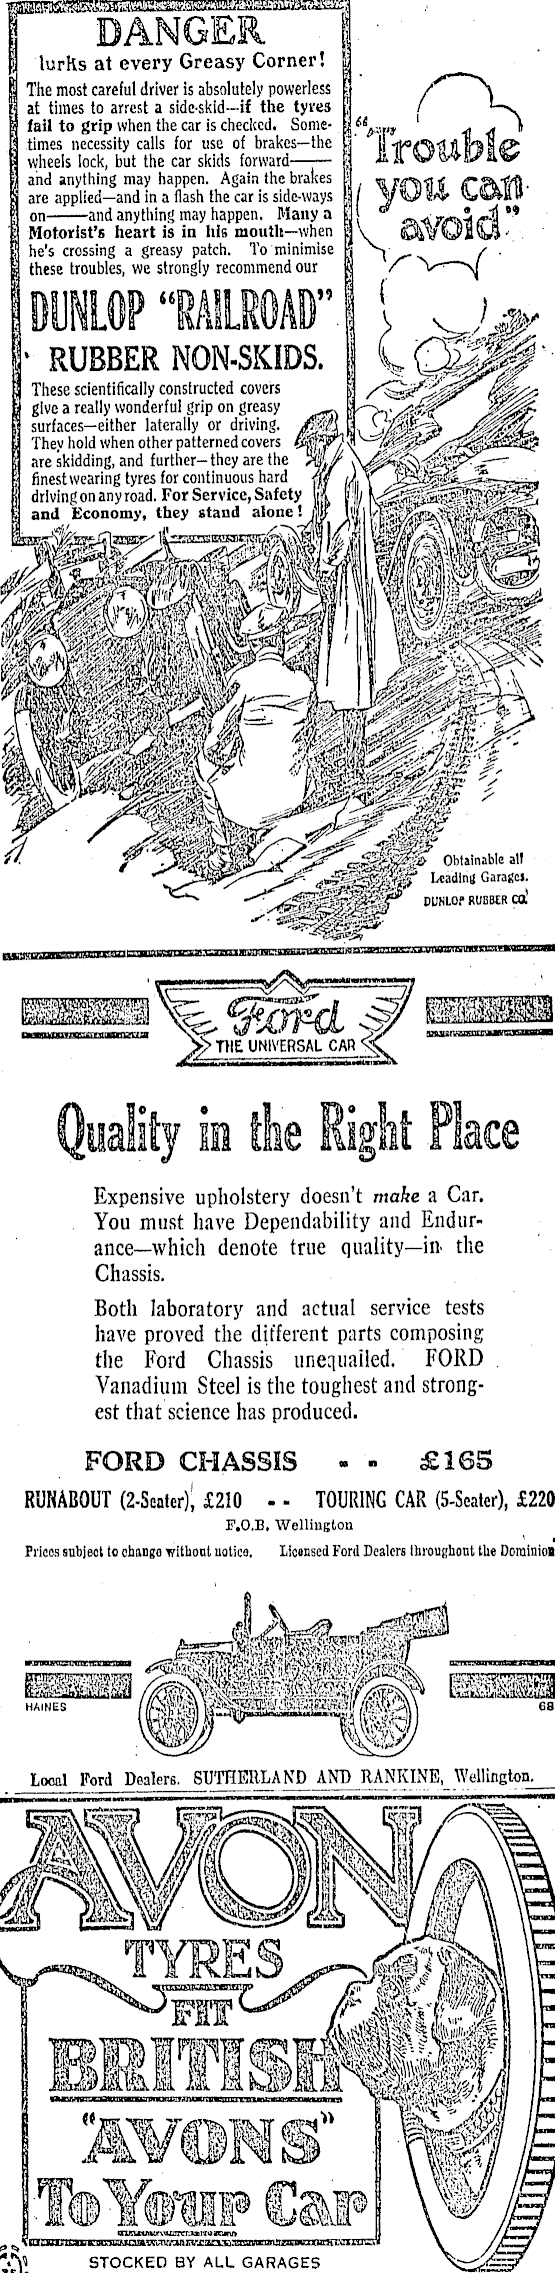 DANGER
lurks at every Greasy Corner!
The most careful driver is absolutely powerless
at times to arrest a side-skid—if the tyres
fail to grip when the car is checked. Some-
times necessity calls for use of brakes—the
wheels lock, but the car skids forward——
and anything may happen. Again the brakes
are applied—and in a flash the car is side-ways
on——and anything may happen. Many a
Motorist's heart is in his mouth—when
he's crossing a greasy patch. To minimise
these troubles, we strongly recommend our
DUNLOP "RAILROAD"
RUBBER NON-SKIDS.
These scientifically constructed covers
give a really wonderful grip on greasy
surfaces—either laterally or driving.
They hold when other patterned covers
are skidding, and further—they are the
finest wearing tyres for continuous hard
driving on any road. For Service, Safety
and Economy, they stand alone!
"Trouble
you can
avoid"
Obtainable all
Leading Garages.
DUNLOP RUBBER CO.
Ford
THE UNIVERSAL CAR
Quality in the Right Place
Expensive upholstery doesn't make a Car.
You must have Dependability and Endur-
ance—which denote true quality—in the
Chassis.
Both laboratory and actual service tests
have proved the different parts composing
the Ford Chassis unequalled. FORD
Vanadium Steel is the toughest and strong-
est that science has produced.
FORD CHASSIS - - £165
RUNABOUT (2-Seater), £210 - - TOURING CAR (5-Seater), £220
F.O.B. Wellington
Prices subject to change without notice. Licensed Ford Dealers throughout the Dominion
HAINES 68
Local Ford Dealers. SUTHERLAND AND RANKINE, Wellington.
AVON
TYRES
FIT
BRITISH
"AVONS"
To Your Car
STOCKED BY ALL GARAGES